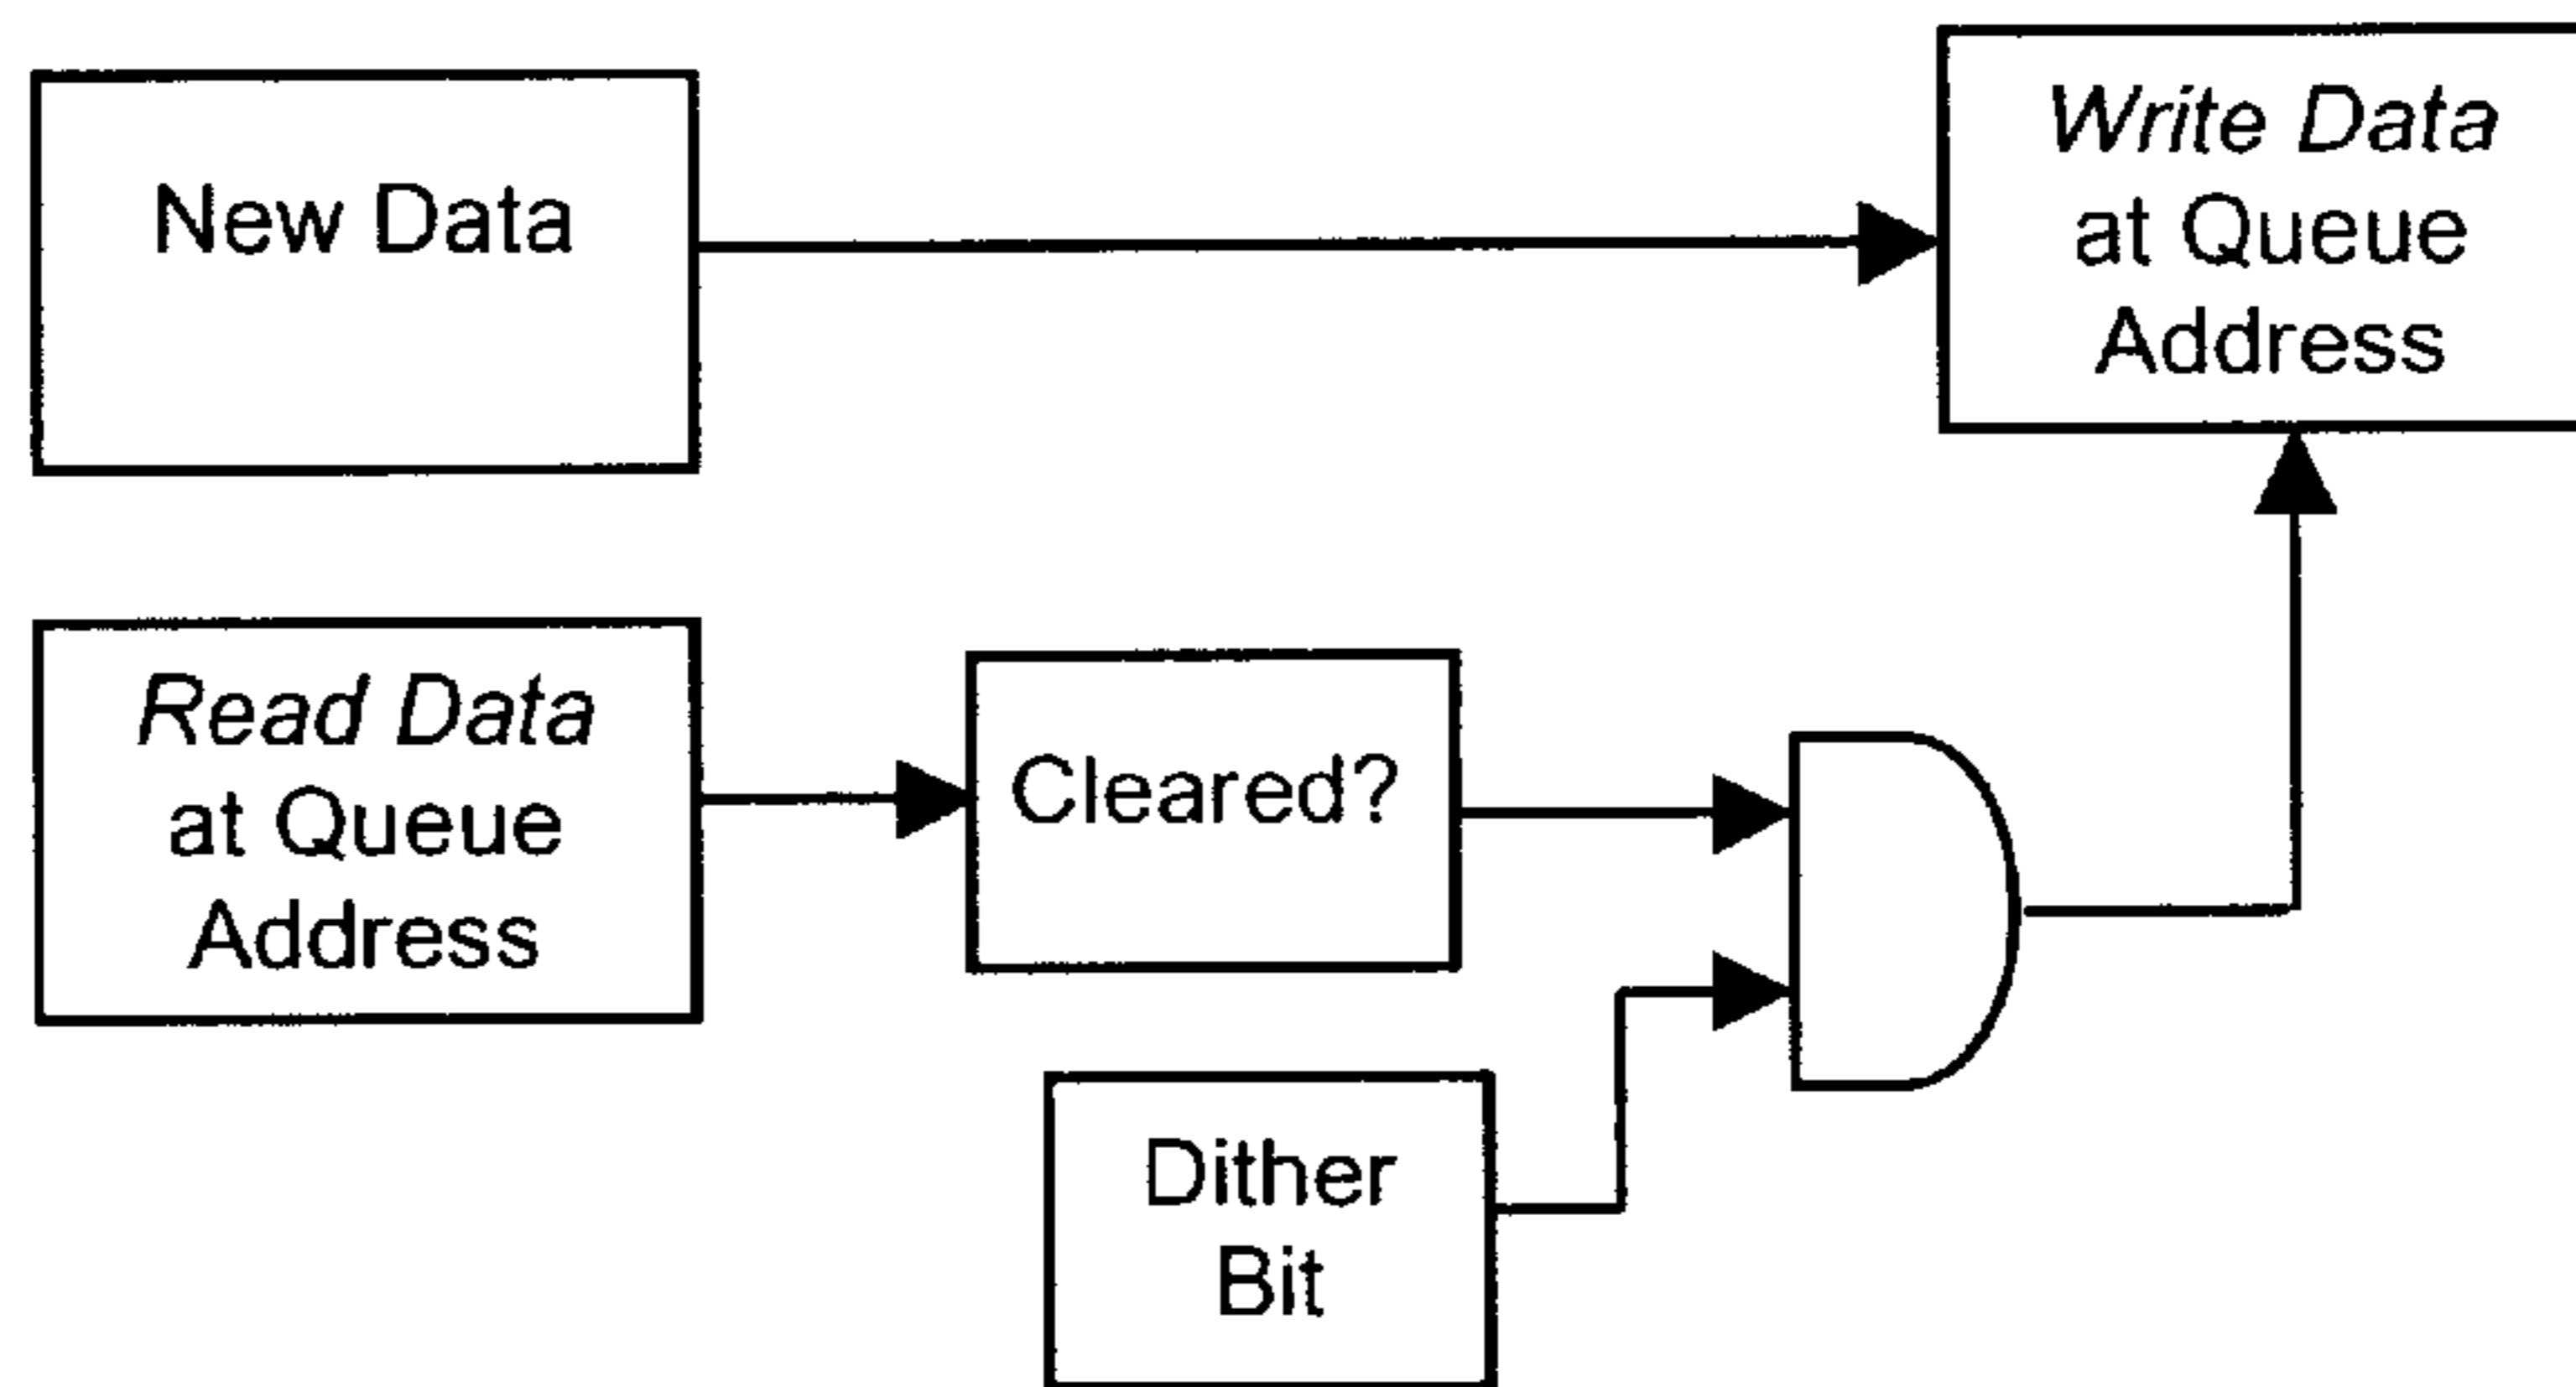 New Data
Write Data
at Queue
Address
Read Data
at Queue
Address
Cleared?
Dither
Bit